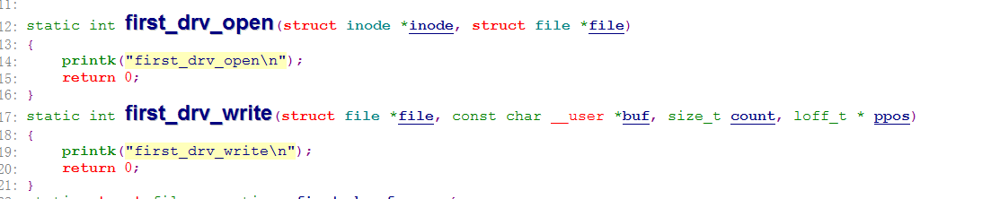 11:
12: static int first_drv_open(struct inode *inode, struct file *file)
13: {
14: printk("first_drv_open\n");
15: return 0;
16: }
17: static int first_drv_write(struct file *file, const char __user *buf, size_t count, loff_t * ppos)
18: {
19: printk("first_drv_write\n");
20: return 0;
21: }